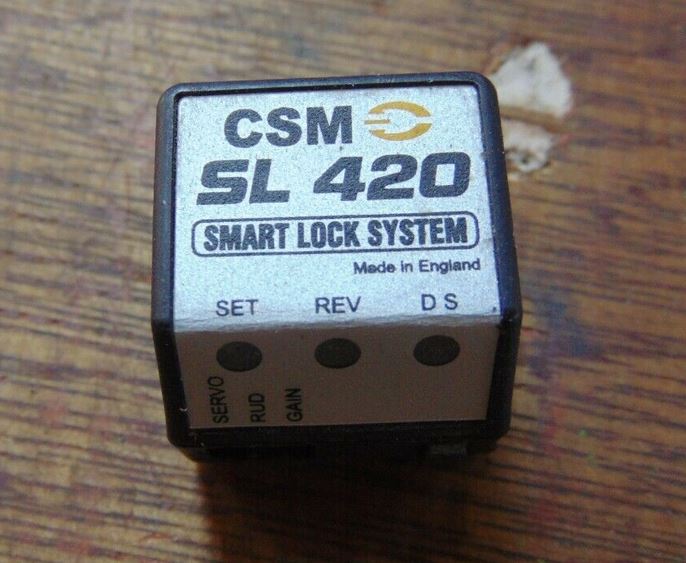 CSM
SL 420
SMART LOCK SYSTEM
Made in England
SET REV D S
SERVO
RUD
GAIN